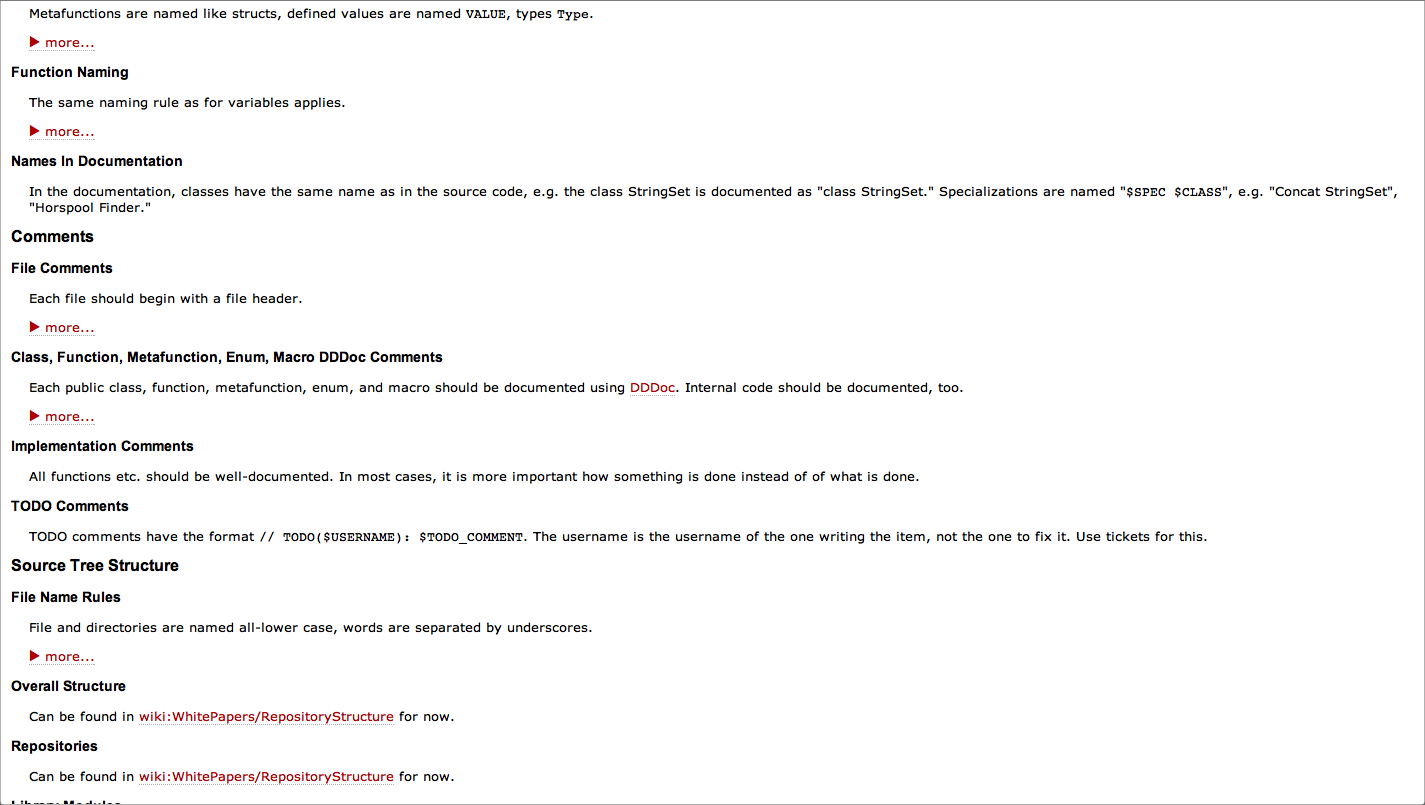 Metafunctions are named like structs, defined values are named VALUE, types Type.
▶ more...
Function Naming
The same naming rule as for variables applies.
▶ more...
Names In Documentation
In the documentation, classes have the same name as in the source code, e.g. the class StringSet is documented as "class StringSet." Specializations are named "$SPEC $CLASS", e.g. "Concat StringSet",
"Horspool Finder."
Comments
File Comments
Each file should begin with a file header.
▶ more...
Class, Function, Metafunction, Enum, Macro DDDoc Comments
Each public class, function, metafunction, enum, and macro should be documented using DDDoc. Internal code should be documented, too.
▶ more...
Implementation Comments
All functions etc. should be well-documented. In most cases, it is more important how something is done instead of of what is done.
TODO Comments
TODO comments have the format // TODO($USERNAME): $TODO_COMMENT. The username is the username of the one writing the item, not the one to fix it. Use tickets for this.
Source Tree Structure
File Name Rules
File and directories are named all-lower case, words are separated by underscores.
▶ more...
Overall Structure
Can be found in wiki:WhitePapers/RepositoryStructure for now.
Repositories
Can be found in wiki:WhitePapers/RepositoryStructure for now.
Library Modules